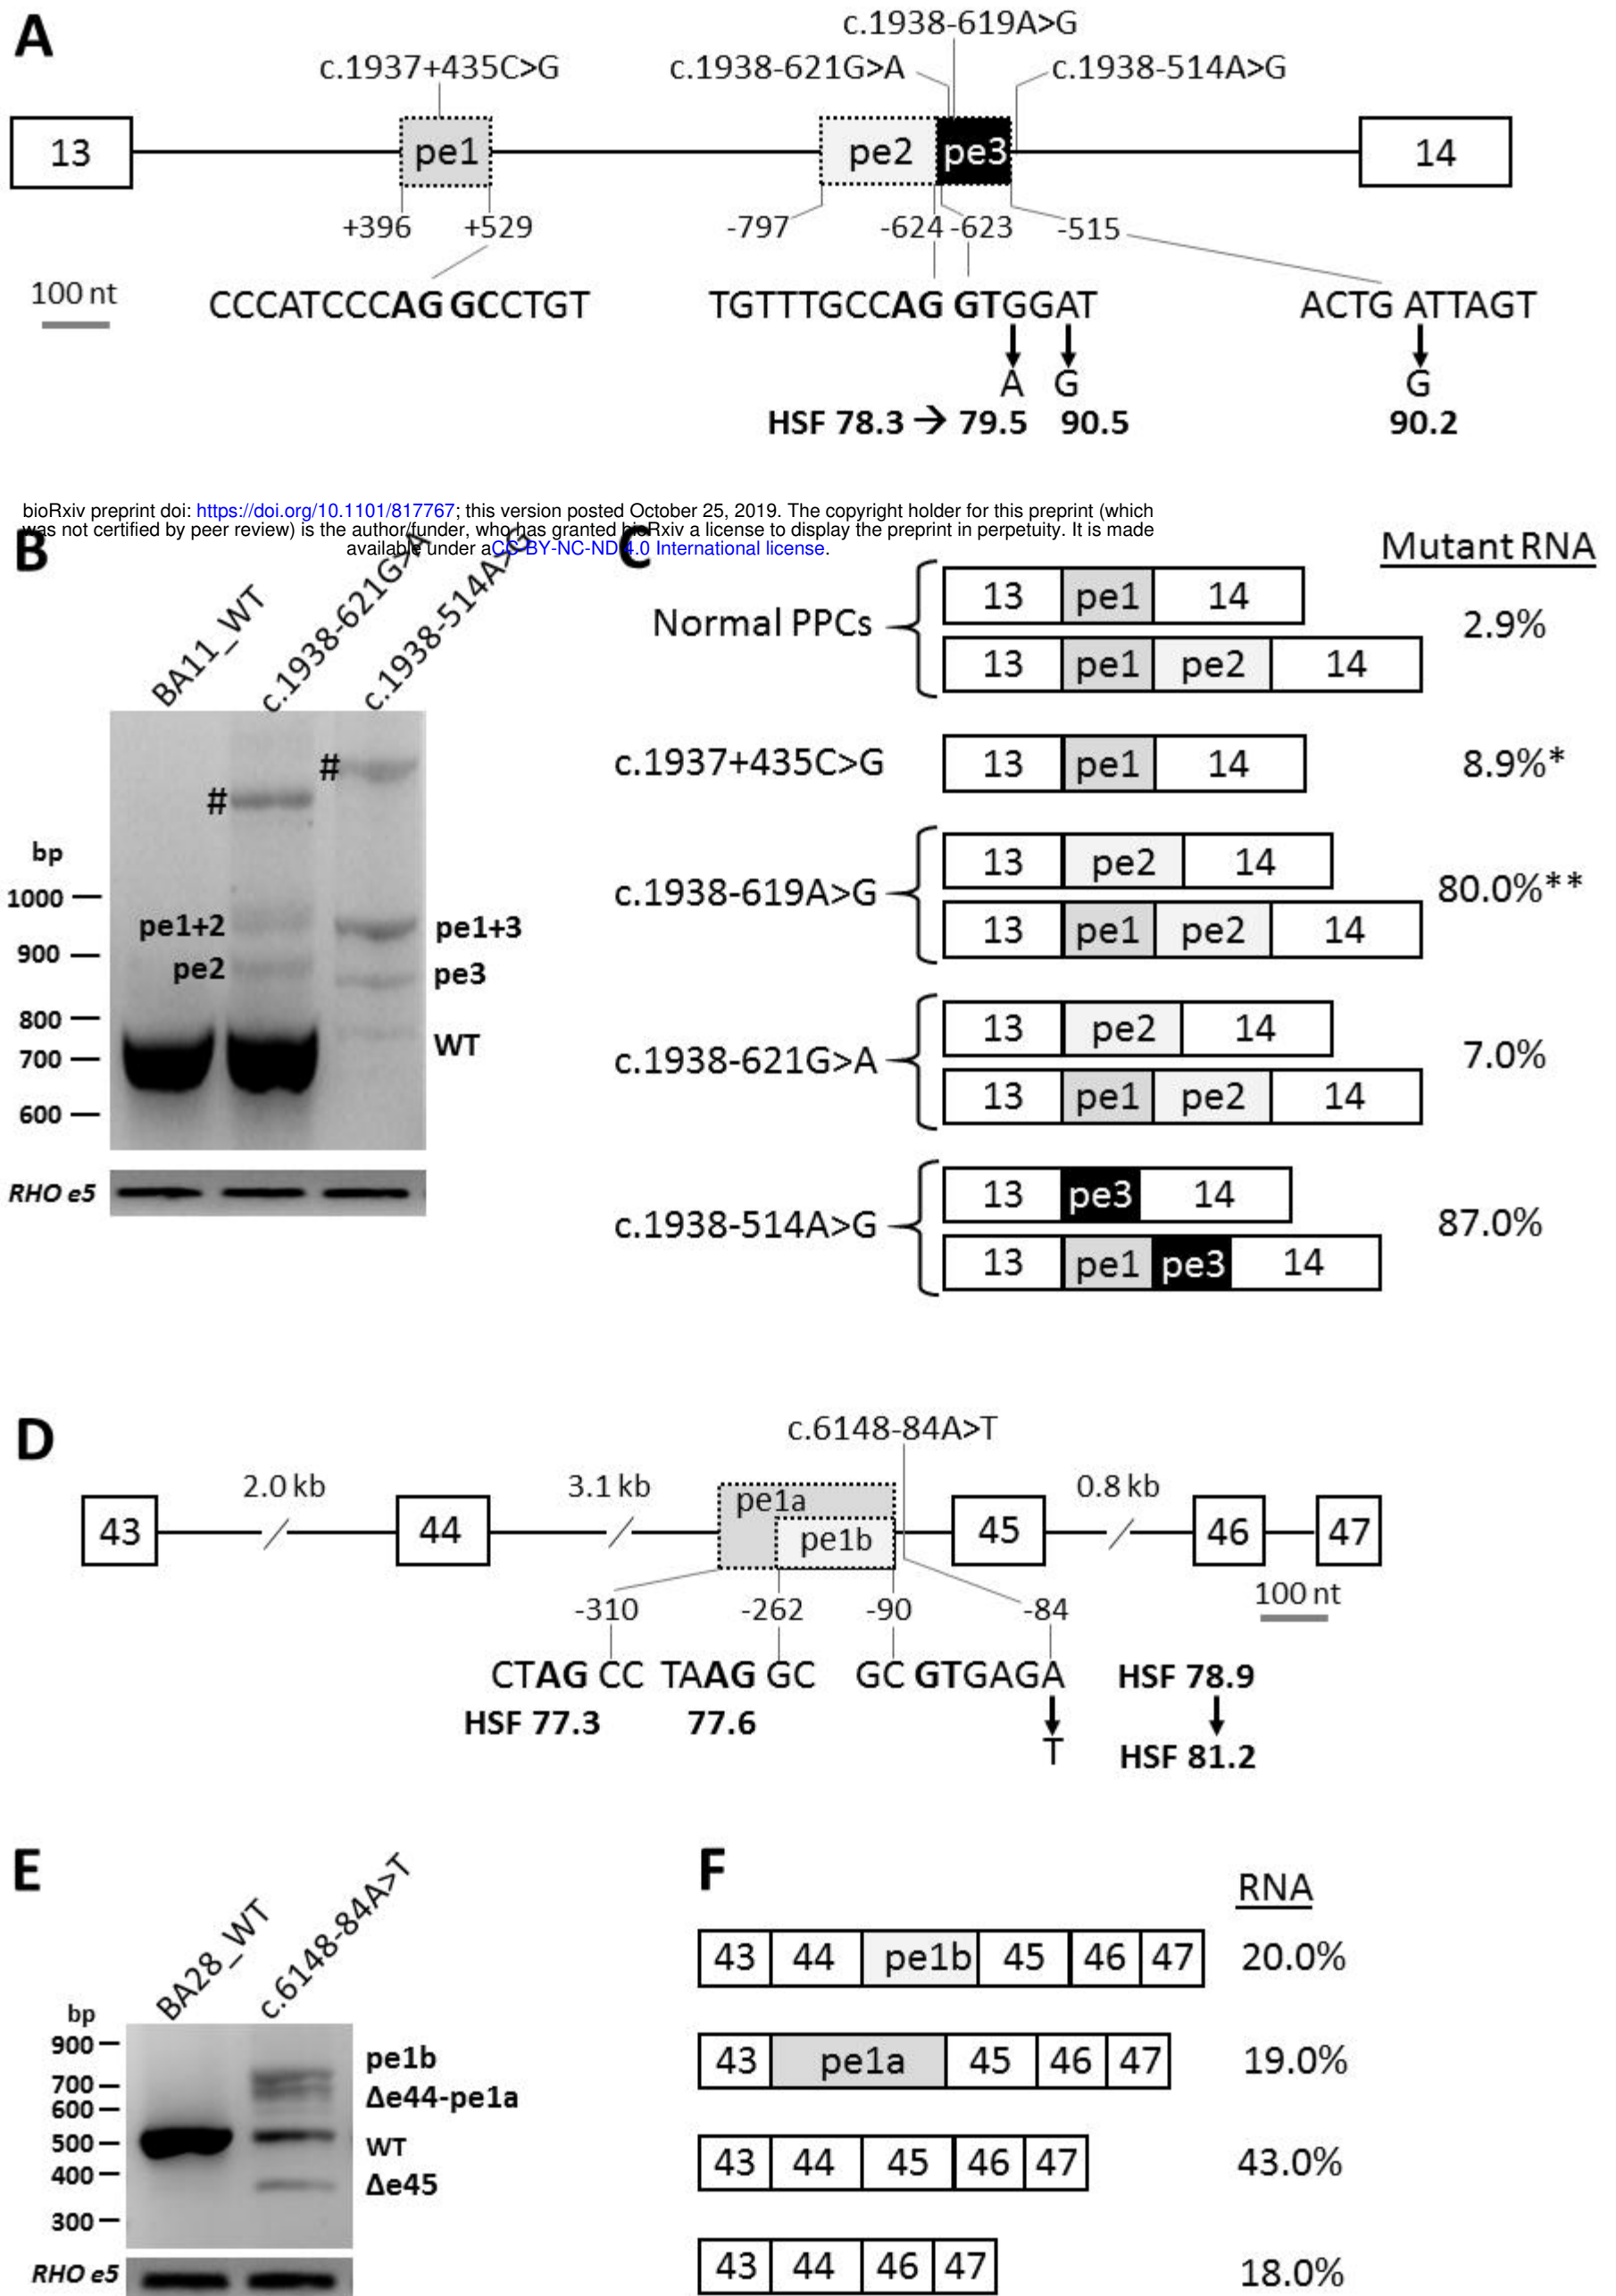 A
c.1938-619A>G
c.1937+435C>G
c.1938-621G>A
c.1938-514A>G
13
pe1
pe2
pe3
14
+396
+529
-797
-624
-623
-515
100 nt
CCCATCCCAG GCCTGT
TGTTTGCCAG GTGGAT
ACTG ATTAGT
A
G
G
HSF 78.3 → 79.5
90.5
90.2
bioRxiv preprint doi: https://doi.org/10.1101/817767; this version posted October 25, 2019. The copyright holder for this preprint (which
was not certified by peer review) is the author/funder, who has granted bioRxiv a license to display the preprint in perpetuity. It is made
available under aCC-BY-NC-ND 4.0 International license.
B
BA11_WT
c.1938-621G>A
c.1938-514A>G
#
#
bp
1000
900
800
700
600
pe1+2
pe2
pe1+3
pe3
WT
RHO e5
C
Mutant RNA
Normal PPCs
13 pe1 14
13 pe1 pe2 14
2.9%
c.1937+435C>G
13 pe1 14
8.9%*
c.1938-619A>G
13 pe2 14
13 pe1 pe2 14
80.0%**
c.1938-621G>A
13 pe2 14
13 pe1 pe2 14
7.0%
c.1938-514A>G
13 pe3 14
13 pe1 pe3 14
87.0%
D
c.6148-84A>T
2.0 kb
3.1 kb
0.8 kb
43
44
pe1a
pe1b
45
46
47
100 nt
-310
-262
-90
-84
CTAG CC
TAAG GC
GC GTGAGA
T
HSF 77.3
77.6
HSF 78.9
HSF 81.2
E
BA28_WT
c.6148-84A>T
bp
900
700
600
500
400
300
pe1b
Δe44-pe1a
WT
Δe45
RHO e5
F
RNA
43 44 pe1b 45 46 47 20.0%
43 pe1a 45 46 47 19.0%
43 44 45 46 47 43.0%
43 44 46 47 18.0%